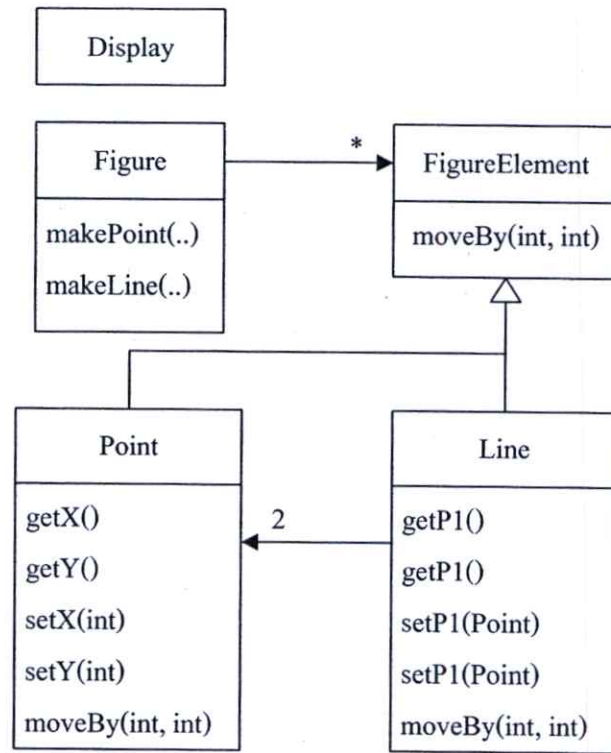 Display
Figure
makePoint(..)
makeLine(..)
*
FigureElement
moveBy(int, int)
Point
getX()
getY()
setX(int)
setY(int)
moveBy(int, int)
2
Line
getP1()
getP1()
setP1(Point)
setP1(Point)
moveBy(int, int)